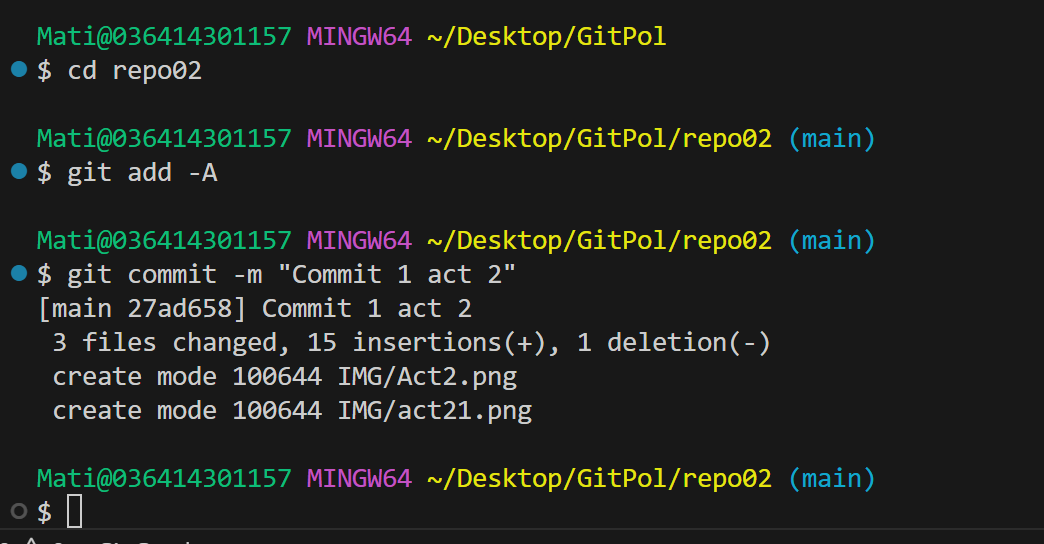 Mati@036414301157 MINGW64 ~/Desktop/GitPol
$ cd repo02
Mati@036414301157 MINGW64 ~/Desktop/GitPol/repo02 (main)
$ git add -A
Mati@036414301157 MINGW64 ~/Desktop/GitPol/repo02 (main)
$ git commit -m "Commit 1 act 2"
[main 27ad658] Commit 1 act 2
 3 files changed, 15 insertions(+), 1 deletion(-)
 create mode 100644 IMG/Act2.png
 create mode 100644 IMG/act21.png
Mati@036414301157 MINGW64 ~/Desktop/GitPol/repo02 (main)
$